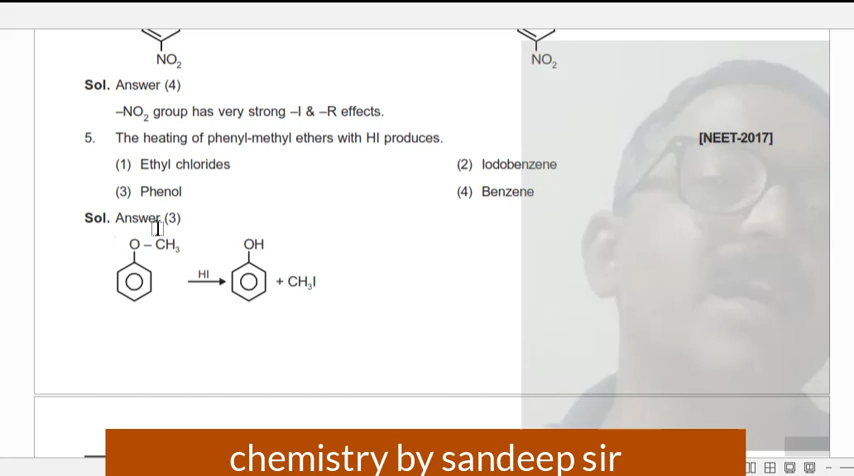 NO2 NO2
Sol. Answer (4)
–NO2 group has very strong –I & –R effects.
5. The heating of phenyl-methyl ethers with HI produces. [NEET-2017]
(1) Ethyl chlorides (2) Iodobenzene
(3) Phenol (4) Benzene
Sol. Answer (3)
O – CH3 OH
HI + CH3I
chemistry by sandeep sir